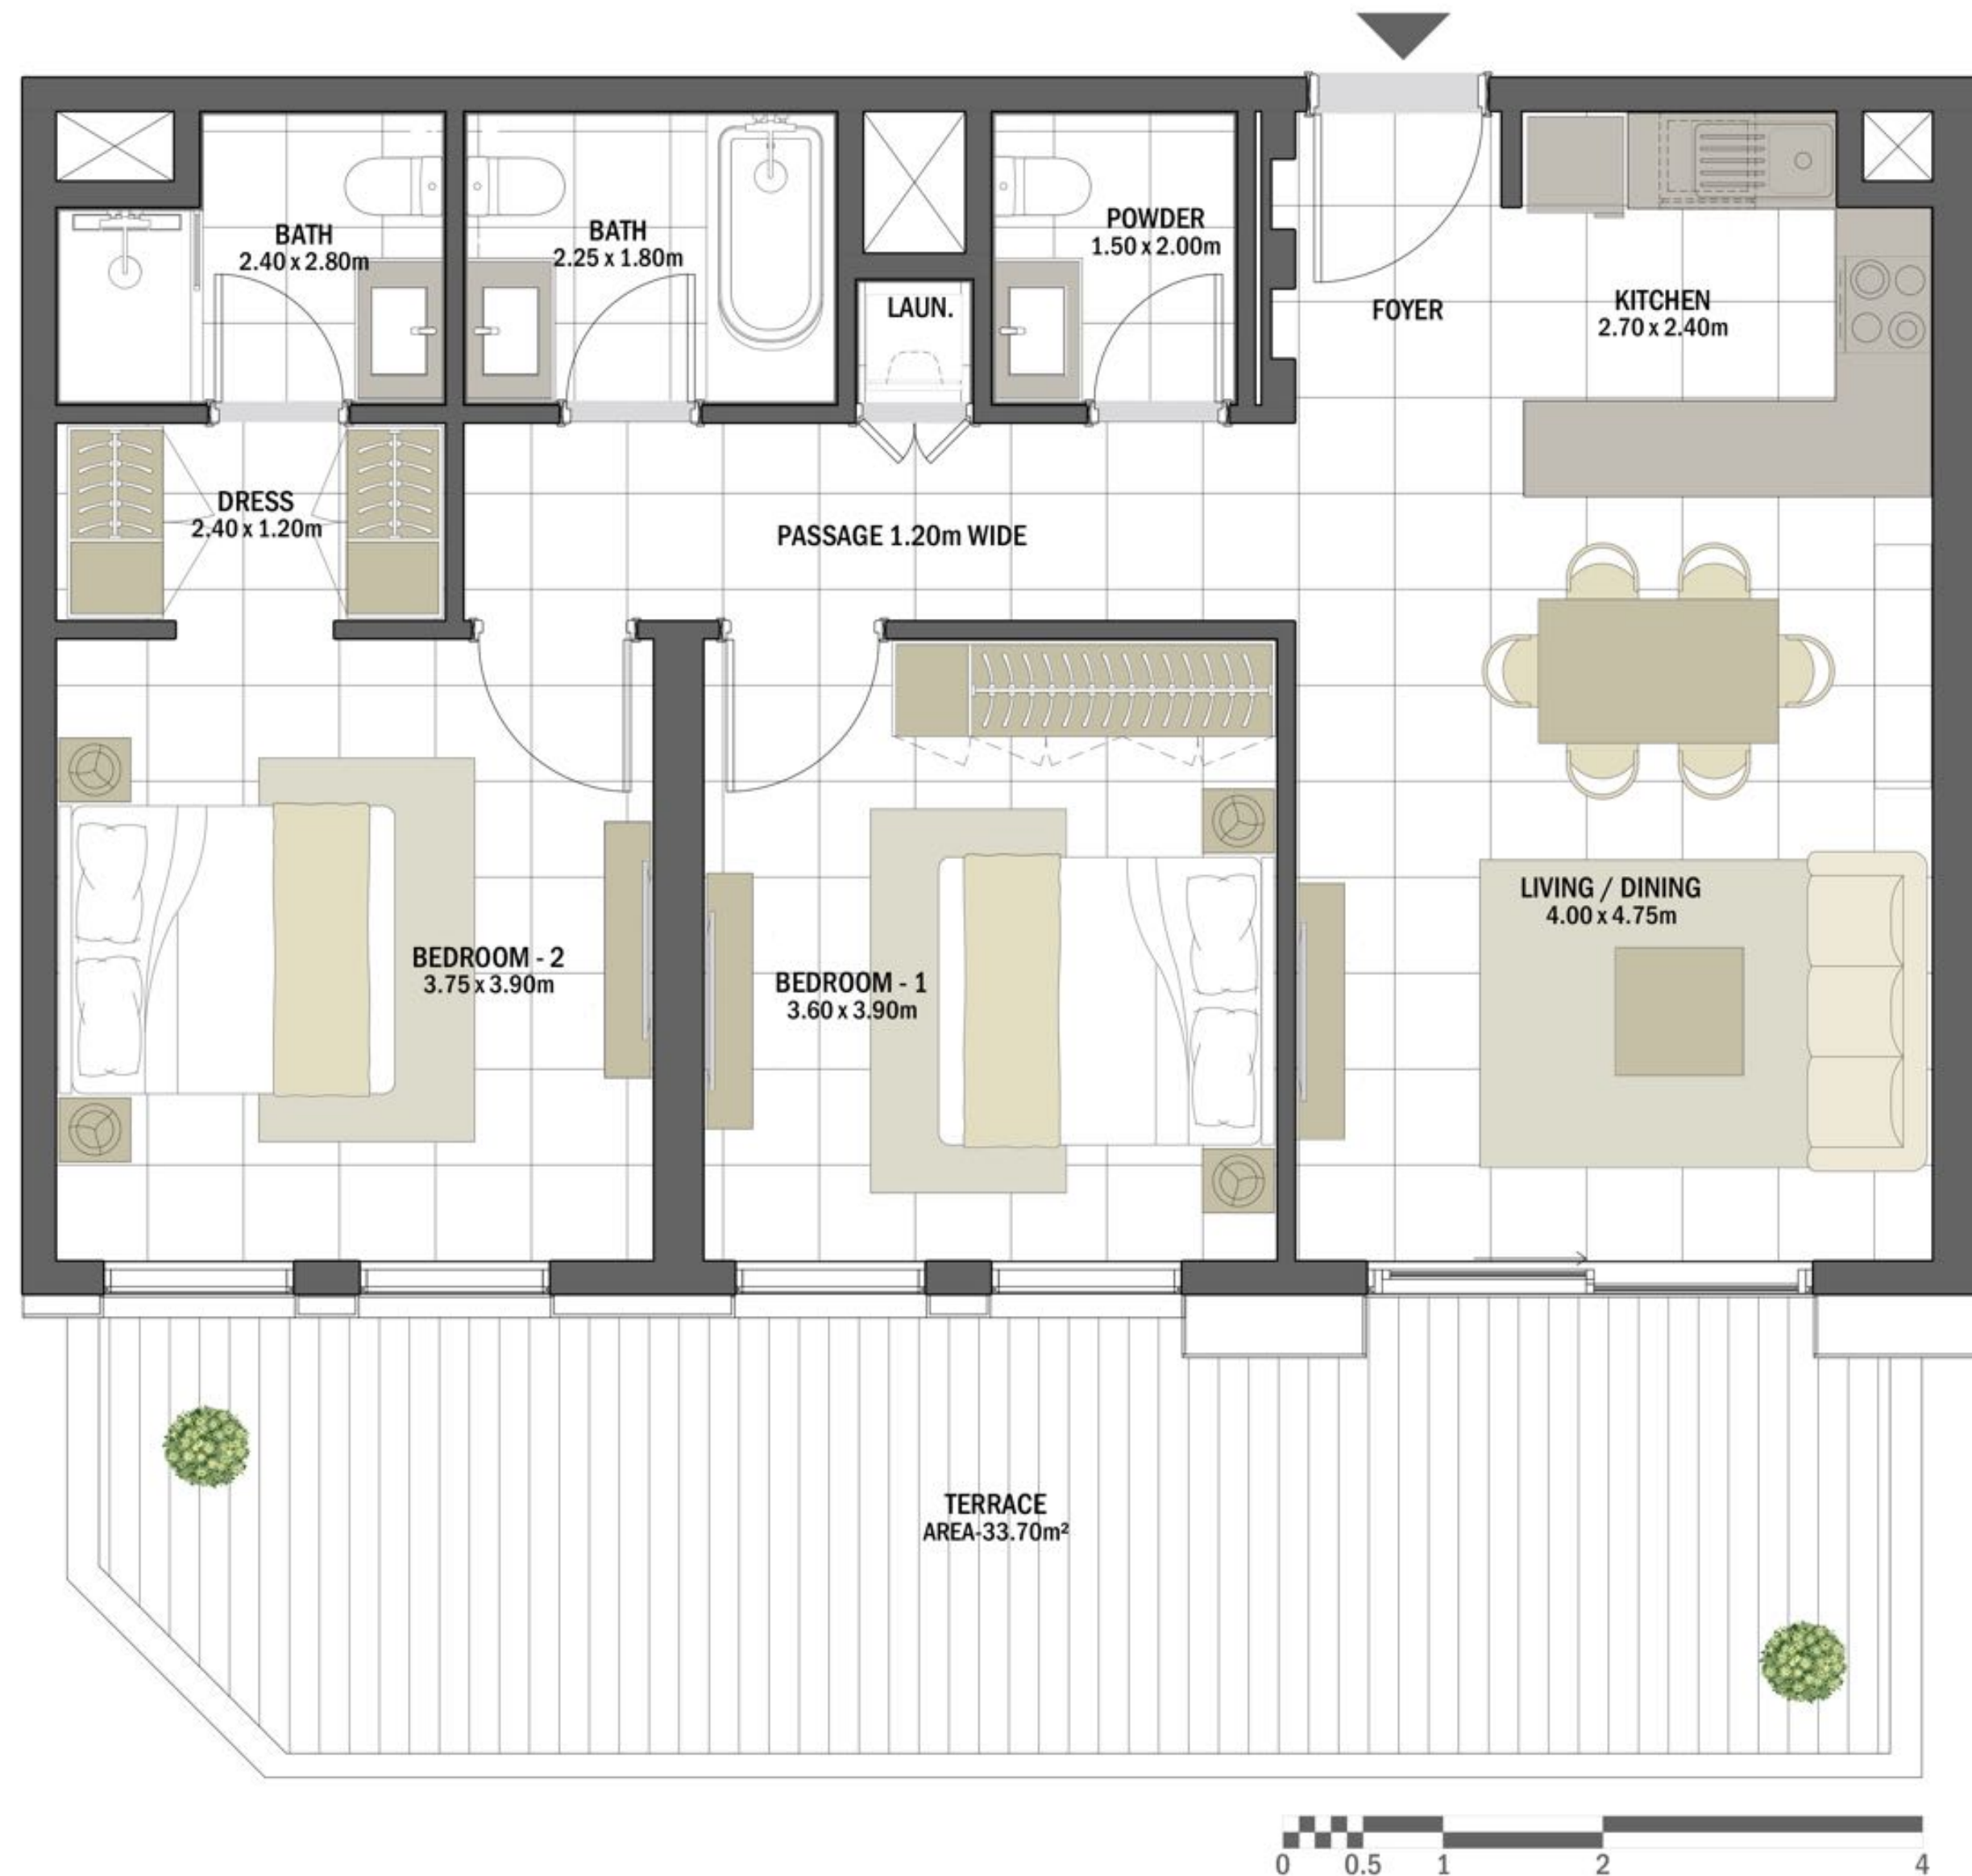 BATH
2.40 x 2.80m
BATH
2.25 x 1.80m
POWDER
1.50 x 2.00m
LAUN.
FOYER
KITCHEN
2.70 x 2.40m
DRESS
2.40 x 1.20m
PASSAGE 1.20m WIDE
LIVING / DINING
4.00 x 4.75m
BEDROOM - 2
3.75 x 3.90m
BEDROOM - 1
3.60 x 3.90m
TERRACE
AREA-33.70m²
0 0.5 1 2 4